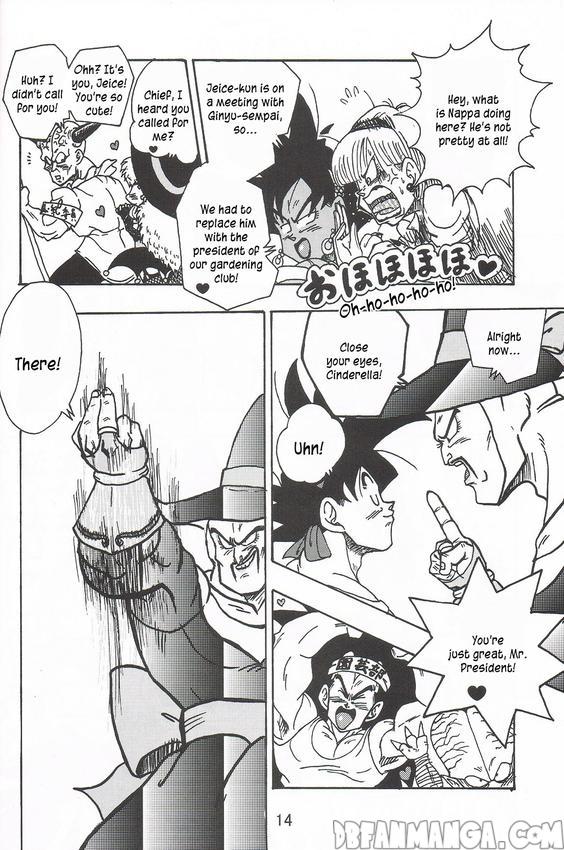 Hey, what
is Nappa doing
here? He's not
pretty at all!
Jeice-kun is on
a meeting with
Ginyu-sempai,
so...
We had to
replace him
with the
president of
our gardening
club!
おほほほほ
Oh-ho-ho-ho-ho!
Chief, I
heard you
called for
me?
Ohh? It's
you, Jeice!
You're so
cute!
Huh? I
didn't call
for you!
Alright
now...
Close
your eyes,
Cinderella!
Uhn!
You're
just great, Mr.
President!
園芸部
There!
14
DBFANMANGA.COM